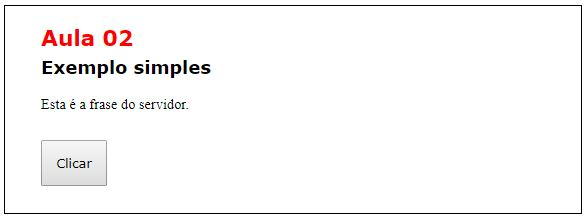 Aula 02
Exemplo simples
Esta é a frase do servidor.
Clicar